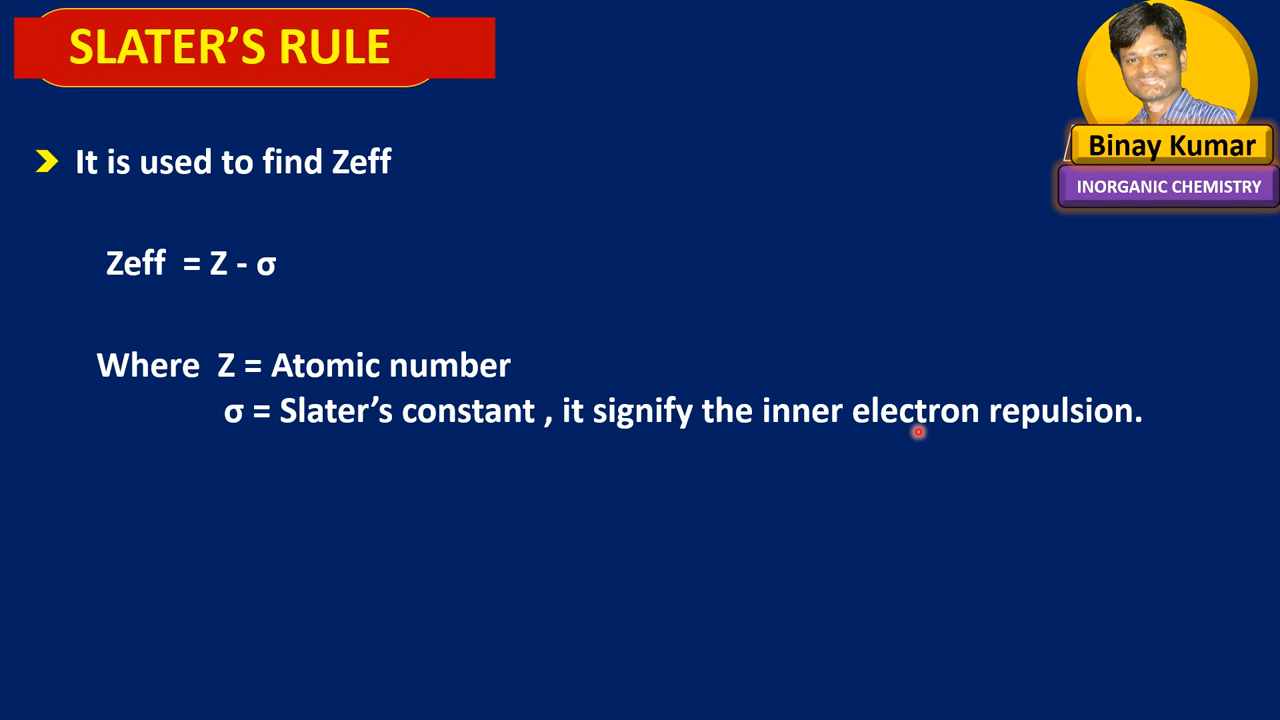 SLATER’S RULE
Binay Kumar
INORGANIC CHEMISTRY
It is used to find Zeff
Zeff = Z - σ
Where Z = Atomic number
σ = Slater’s constant , it signify the inner electron repulsion.